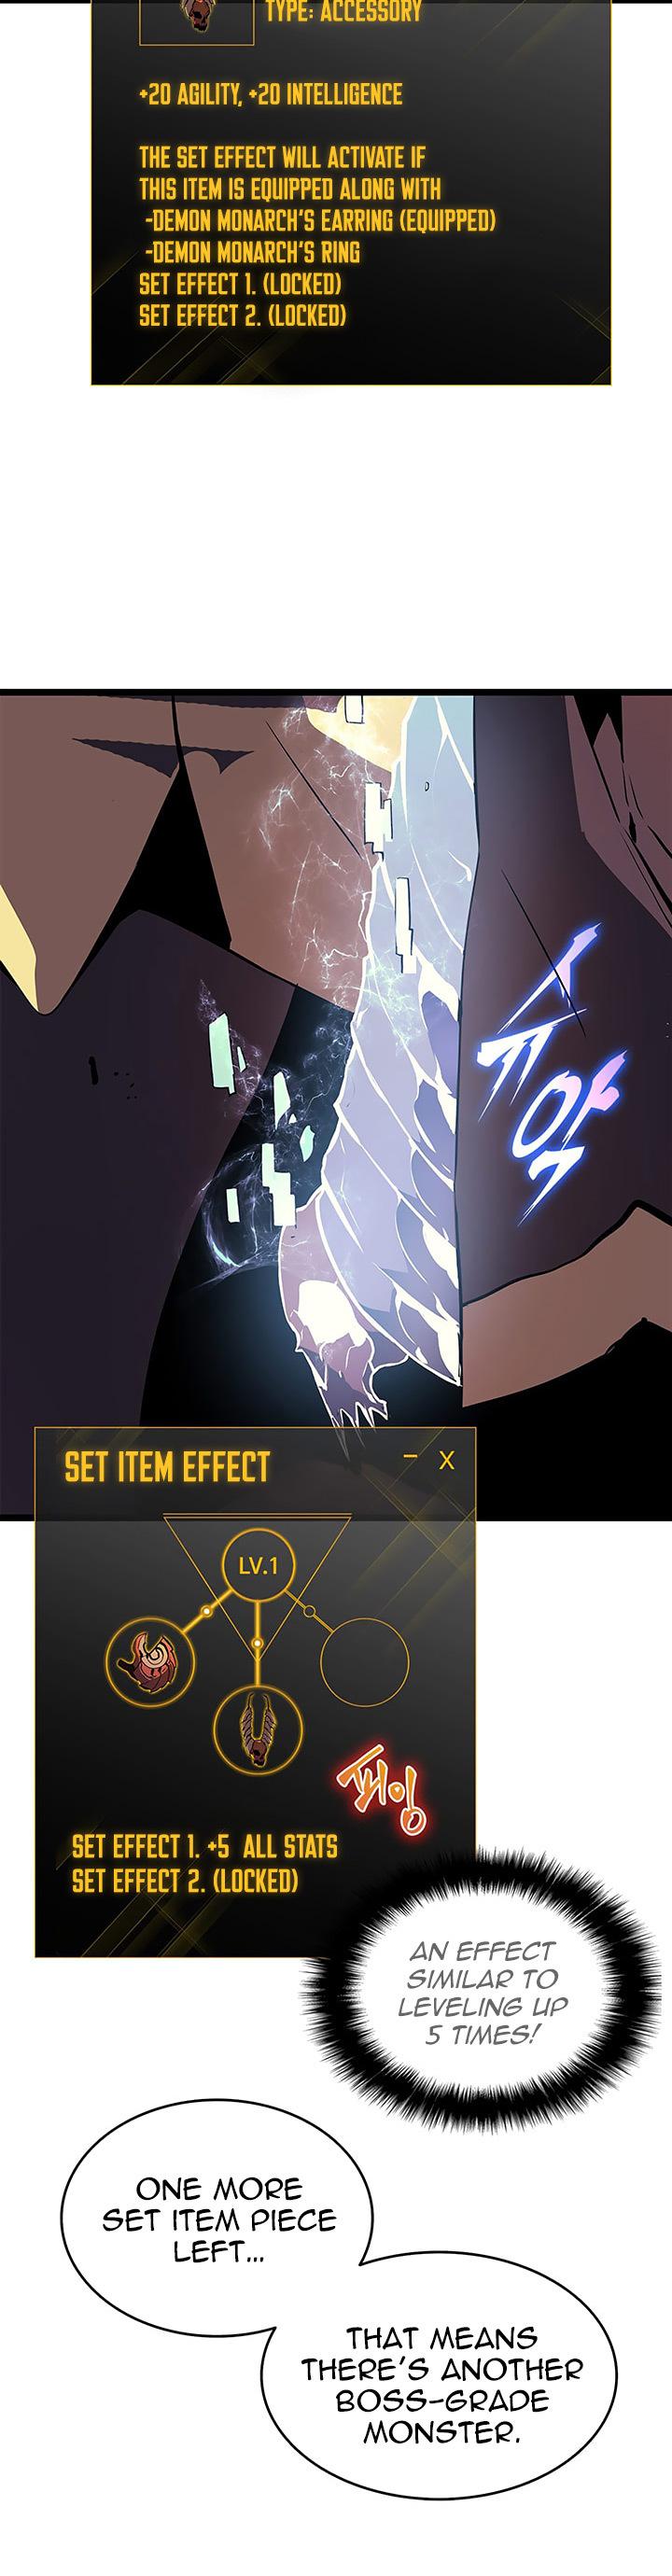 TYPE: ACCESSORY
+20 AGILITY, +20 INTELLIGENCE
THE SET EFFECT WILL ACTIVATE IF
THIS ITEM IS EQUIPPED ALONG WITH
-DEMON MONARCH'S EARRING (EQUIPPED)
-DEMON MONARCH'S RING
SET EFFECT 1. (LOCKED)
SET EFFECT 2. (LOCKED)
슈악
SET ITEM EFFECT
- X
LV.1
피잉
SET EFFECT 1. +5 ALL STATS
SET EFFECT 2. (LOCKED)
AN EFFECT
SIMILAR TO
LEVELING UP
5 TIMES!
ONE MORE
SET ITEM PIECE
LEFT...
THAT MEANS
THERE'S ANOTHER
BOSS-GRADE
MONSTER.